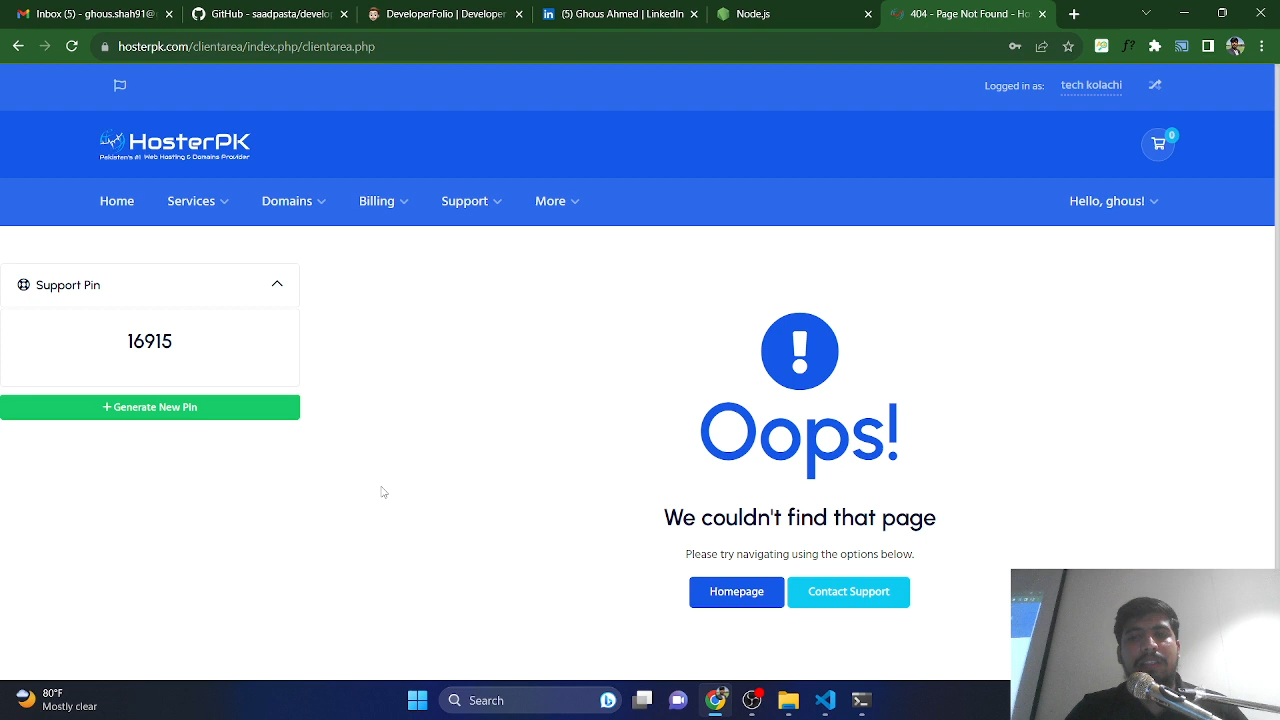 Inbox (5) - ghous.shah91@
GitHub - saadpasta/develo
DeveloperFolio | Developer
(5) Ghous Ahmed | LinkedIn
Node.js
404 - Page Not Found - Ho
hosterpk.com/clientarea/index.php/clientarea.php
Logged in as: tech kolachi
HosterPK
Pakistan's #1 Web Hosting & Domains Provider
0
Home Services Domains Billing Support More Hello, ghous!
Support Pin
16915
+ Generate New Pin
!
Oops!
We couldn't find that page
Please try navigating using the options below.
Homepage Contact Support
80°F
Mostly clear
Search